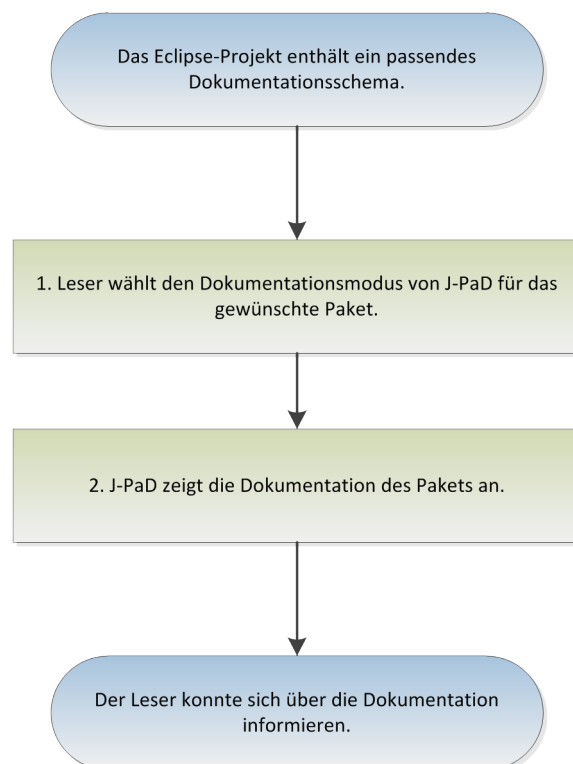 Das Eclipse-Projekt enthält ein passendes
Dokumentationsschema.
1. Leser wählt den Dokumentationsmodus von J-PaD für das
gewünschte Paket.
2. J-PaD zeigt die Dokumentation des Pakets an.
Der Leser konnte sich über die Dokumentation
informieren.